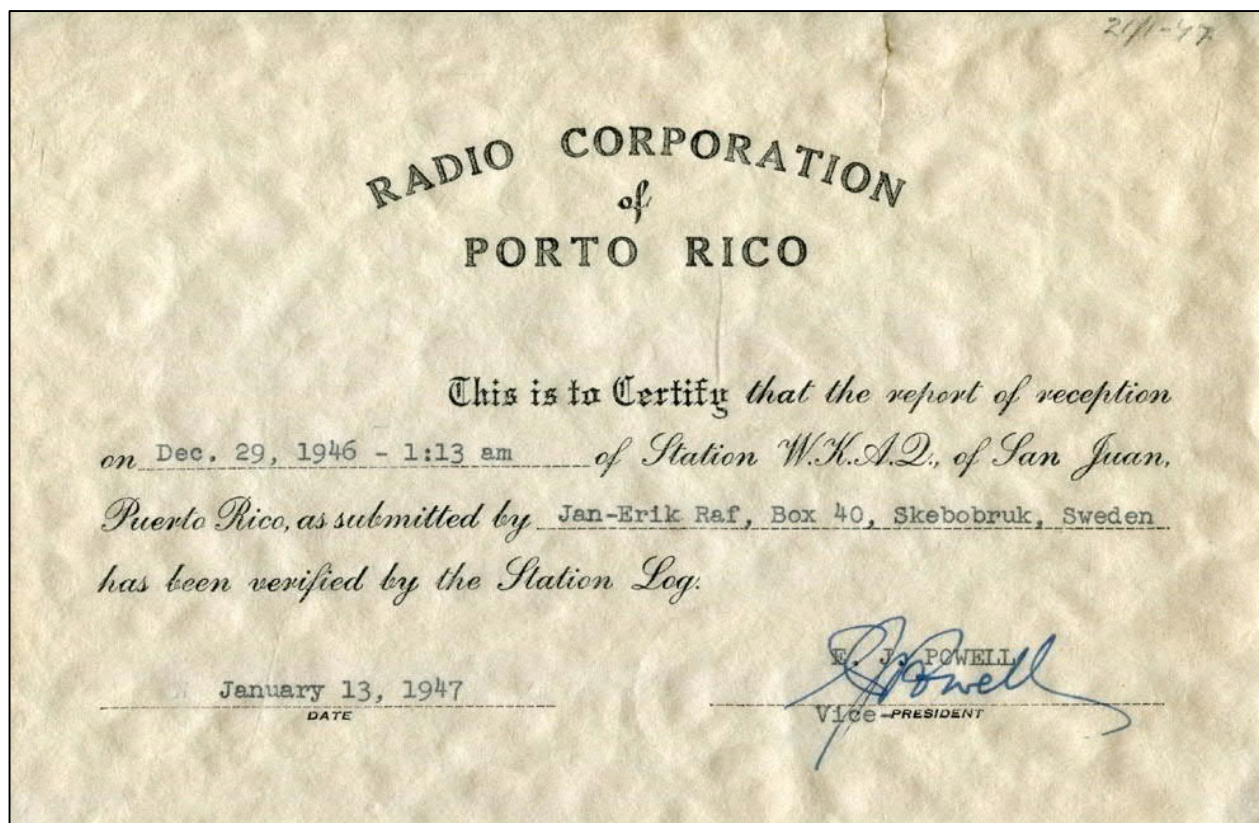 21/1-47
RADIO CORPORATION
of
PORTO RICO
This is to Certify that the report of reception
on Dec. 29, 1946 - 1:13 am of Station W.K.A.Q., of San Juan,
Puerto Rico, as submitted by Jan-Erik Raf, Box 40, Skebobruk, Sweden
has been verified by the Station Log.
E. J. POWELL
EJPowell
January 13, 1947
DATE
Vice-PRESIDENT